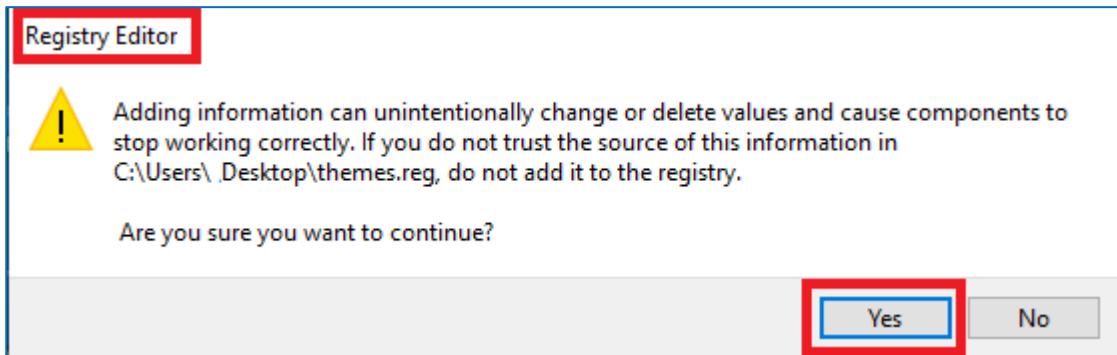 Registry Editor
Adding information can unintentionally change or delete values and cause components to
stop working correctly. If you do not trust the source of this information in
C:\Users\ Desktop\themes.reg, do not add it to the registry.
Are you sure you want to continue?
Yes No